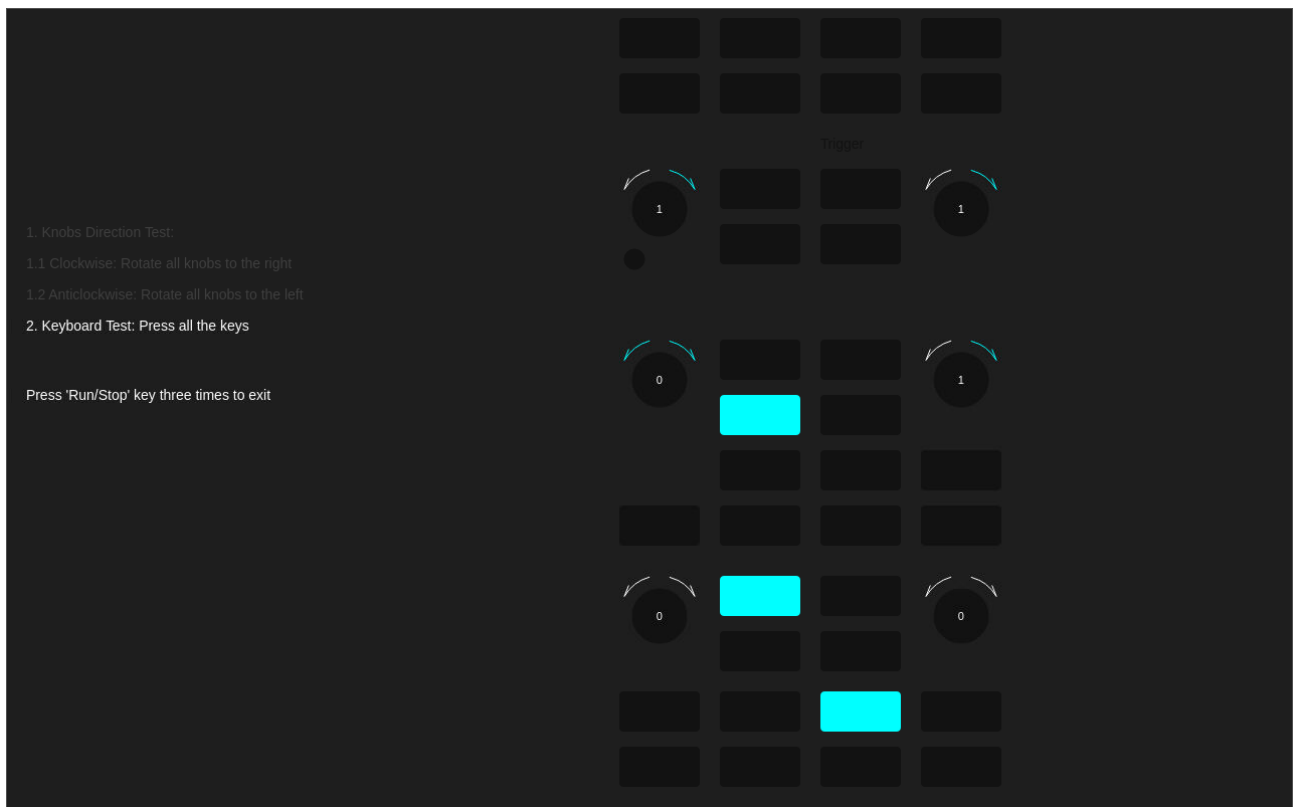 Trigger
1
1
1. Knobs Direction Test:
1.1 Clockwise: Rotate all knobs to the right
1.2 Anticlockwise: Rotate all knobs to the left
2. Keyboard Test: Press all the keys
0
1
Press 'Run/Stop' key three times to exit
0
0